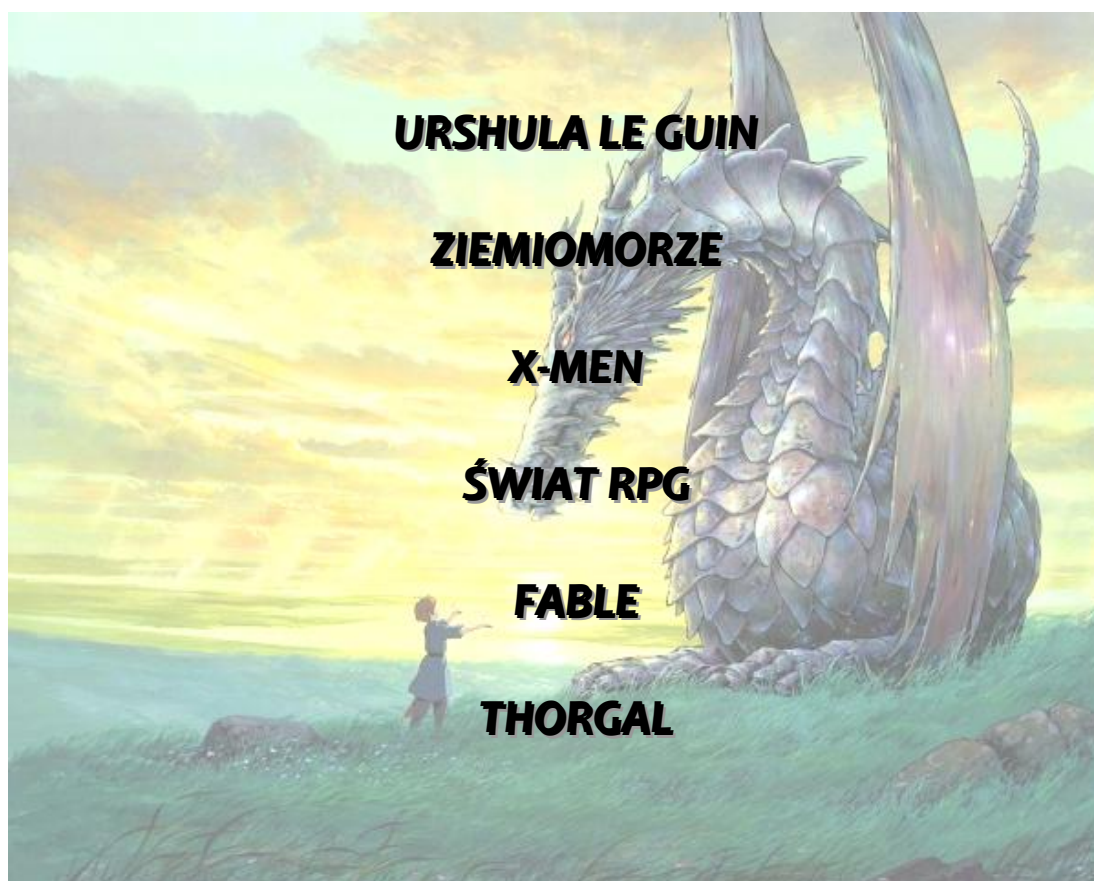 URSHULA LE GUIN
ZIEMIOMORZE
X-MEN
ŚWIAT RPG
FABLE
THORGAL